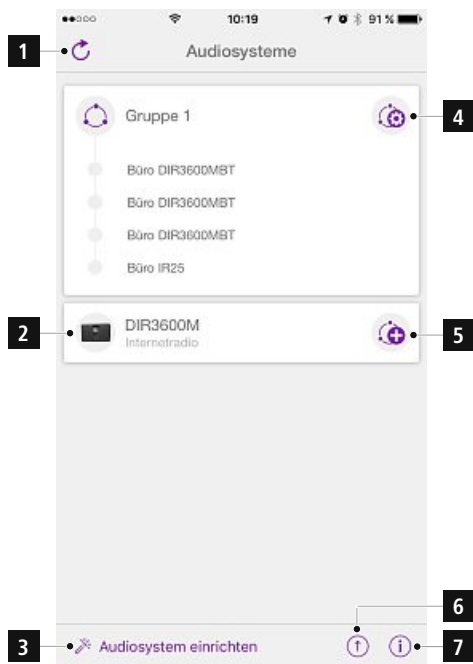 10:19
91 %
1
Audiosysteme
Gruppe 1
4
Büro DIR3600MBT
Büro DIR3600MBT
Büro DIR3600MBT
Büro IR25
2
DIR3600M
Internetradio
5
6
3
Audiosystem einrichten
7